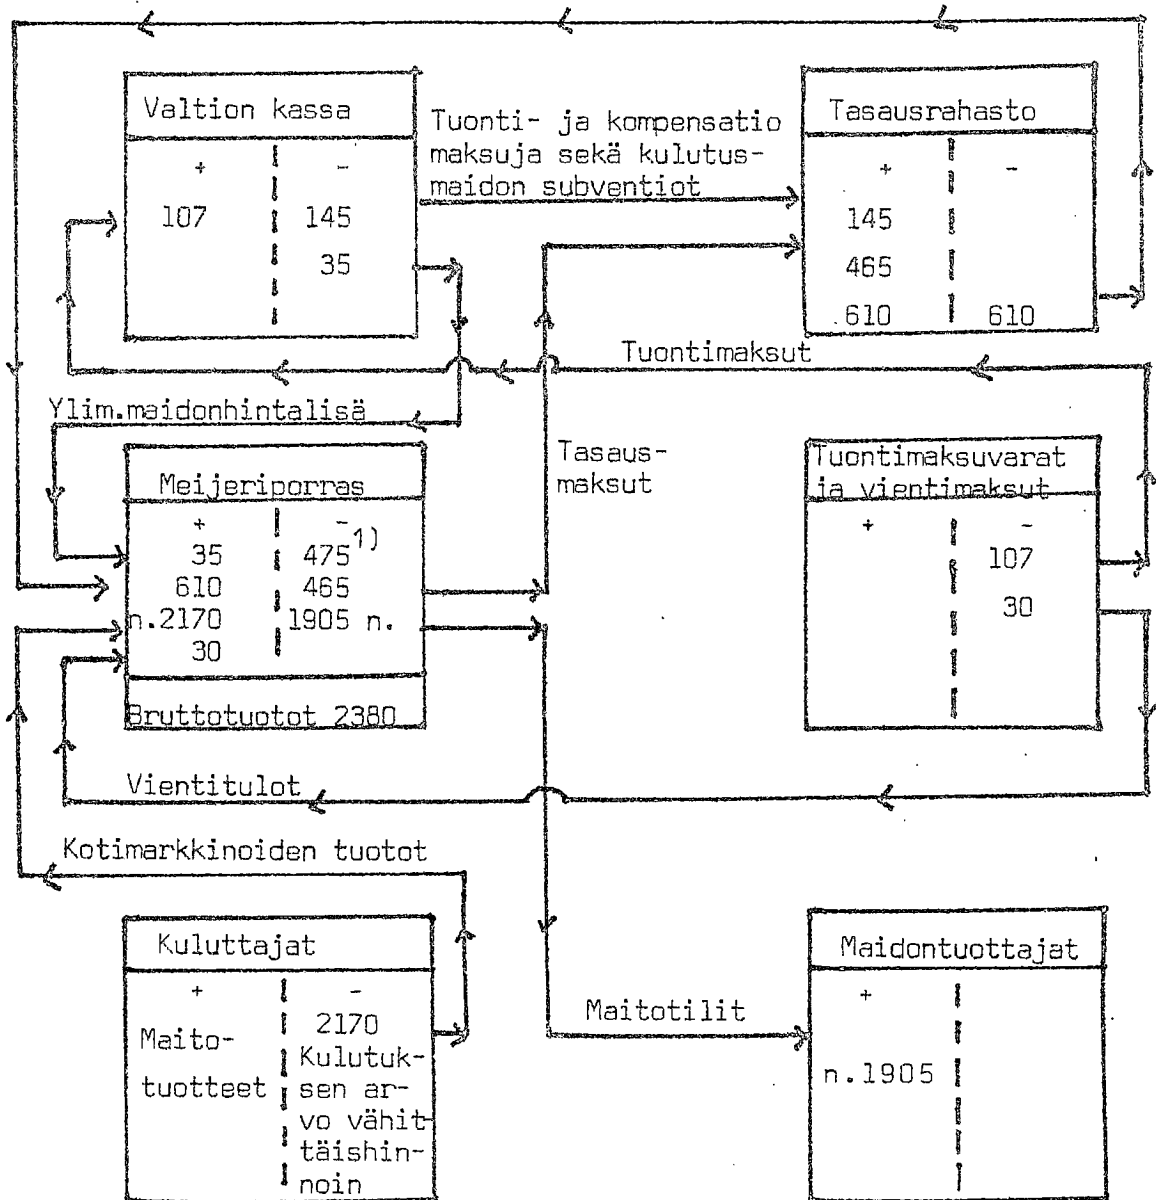 Valtion kassa
+ -
107 145
35
Tuonti- ja kompensatio
maksuja sekä kulutus-
maidon subventiot
Tasausrahasto
+ -
145
465
610 610
Tuontimaksut
Ylim.maidonhintalisä
Tasaus-
maksut
Meijeriporras
+ -
35 475 1)
610 465
n.2170 1905 n.
30
Bruttotuotot 2380
Tuontimaksuvarat
ja vientimaksut
+ -
107
30
Vientitulot
Kotimarkkinoiden tuotot
Kuluttajat
+ -
Maito-
tuotteet
2170
Kulutuk-
sen ar-
vo vähit-
täishin-
noin
Maitotilit
Maidontuottajat
+
n.1905